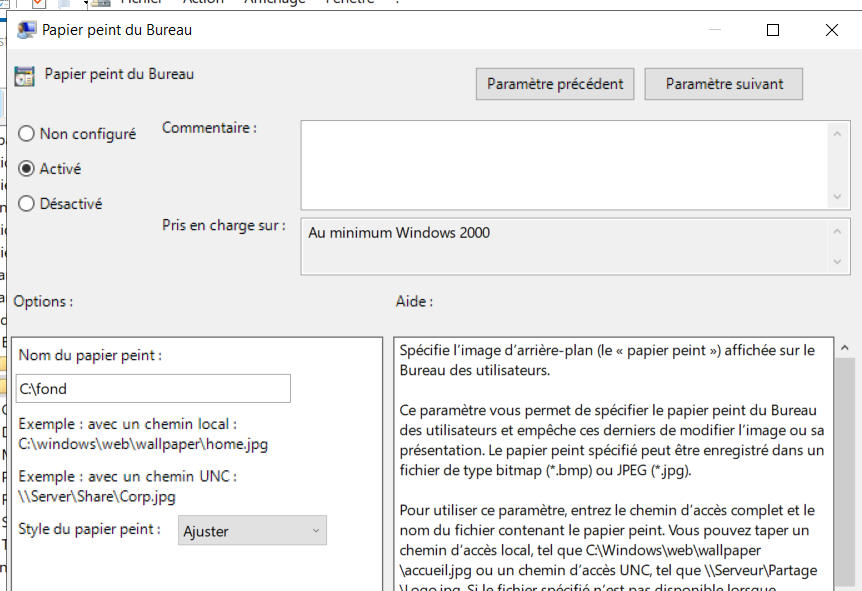 Fichier Action Affichage Fenêtre ?
Papier peint du Bureau
Papier peint du Bureau
Paramètre précédent
Paramètre suivant
Non configuré
Commentaire :
Activé
Désactivé
Pris en charge sur :
Au minimum Windows 2000
Options :
Aide :
Nom du papier peint :
C:\fond
Exemple : avec un chemin local :
C:\windows\web\wallpaper\home.jpg
Exemple : avec un chemin UNC :
\\Server\Share\Corp.jpg
Style du papier peint :
Ajuster
Spécifie l’image d’arrière-plan (le « papier peint ») affichée sur le
Bureau des utilisateurs.
Ce paramètre vous permet de spécifier le papier peint du Bureau
des utilisateurs et empêche ces derniers de modifier l’image ou sa
présentation. Le papier peint spécifié peut être enregistré dans un
fichier de type bitmap (*.bmp) ou JPEG (*.jpg).
Pour utiliser ce paramètre, entrez le chemin d’accès complet et le
nom du fichier contenant le papier peint. Vous pouvez taper un
chemin d’accès local, tel que C:\Windows\web\wallpaper
\accueil.jpg ou un chemin d’accès UNC, tel que \\Serveur\Partage
\Logo.jpg. Si le fichier spécifié n’est pas disponible lorsque